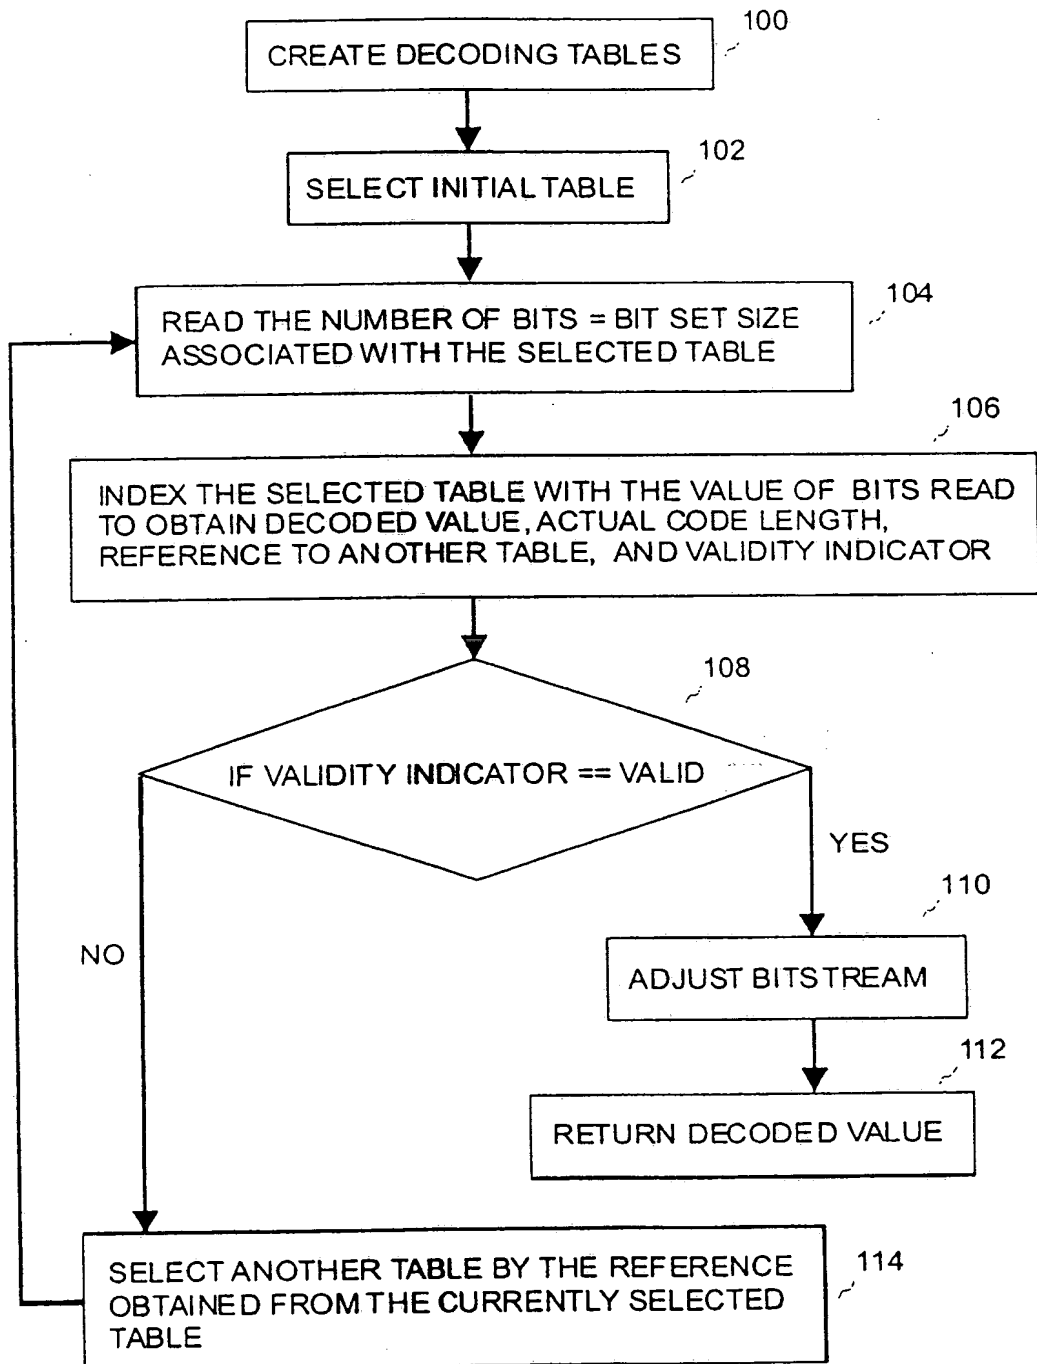 100
CREATE DECODING TABLES
102
SELECT INITIAL TABLE
104
READ THE NUMBER OF BITS = BIT SET SIZE
ASSOCIATED WITH THE SELECTED TABLE
106
INDEX THE SELECTED TABLE WITH THE VALUE OF BITS READ
TO OBTAIN DECODED VALUE, ACTUAL CODE LENGTH,
REFERENCE TO ANOTHER TABLE, AND VALIDITY INDICATOR
108
IF VALIDITY INDICATOR == VALID
YES
110
NO
ADJUST BITSTREAM
112
RETURN DECODED VALUE
SELECT ANOTHER TABLE BY THE REFERENCE
OBTAINED FROM THE CURRENTLY SELECTED
TABLE
114